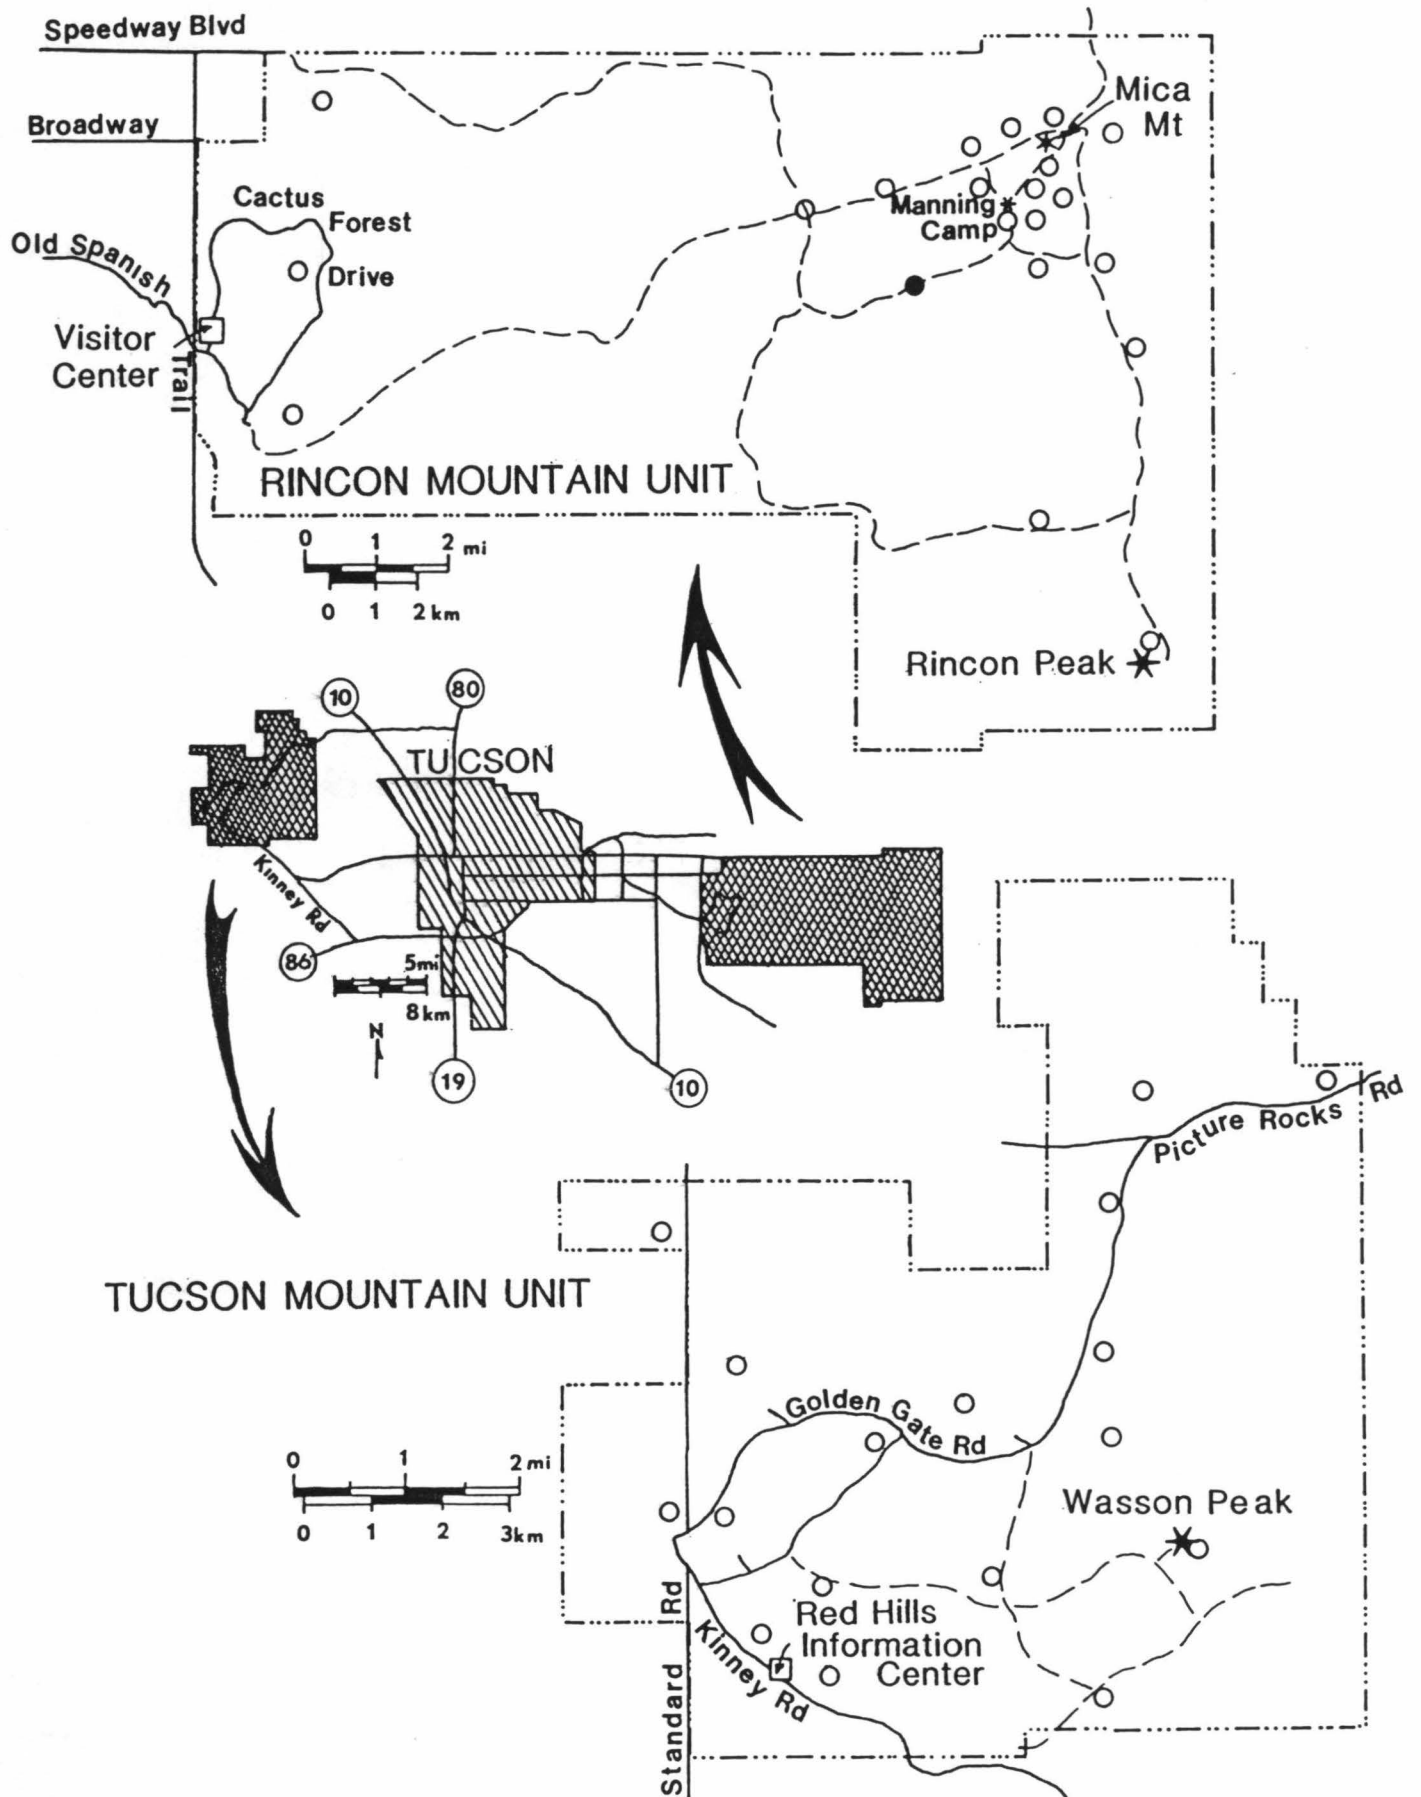 Speedway Blvd
Mica
Mt
Broadway
Cactus
Forest
Drive
Manning
Camp
Old Spanish
Trail
Visitor
Center
RINCON MOUNTAIN UNIT
0 1 2 mi
0 1 2 km
Rincon Peak
10
80
TUCSON
Kinney Rd
86
5mi
8 km
N
19
10
Picture Rocks Rd
TUCSON MOUNTAIN UNIT
Golden Gate Rd
0 1 2 mi
0 1 2 3km
Wasson Peak
Red Hills
Information
Center
Kinney Rd
Standard Rd